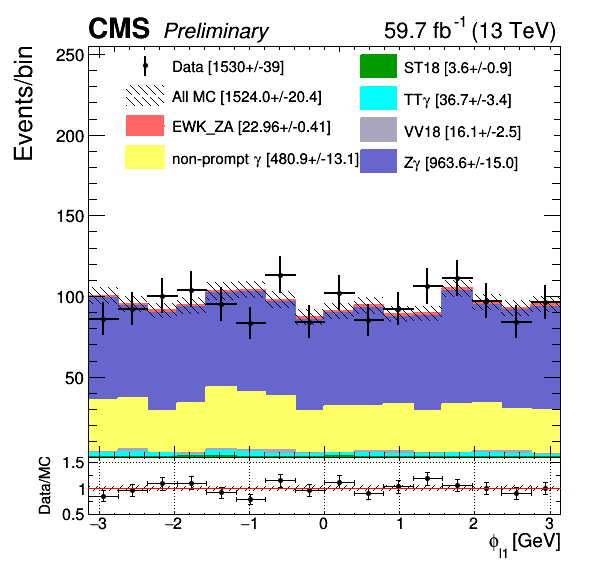 CMS Preliminary 59.7 fb⁻¹ (13 TeV)
Events/bin
250
200
150
100
50
Data [1530+/-39]
All MC [1524.0+/-20.4]
EWK_ZA [22.96+/-0.41]
non-prompt γ [480.9+/-13.1]
ST18 [3.6+/-0.9]
TTγ [36.7+/-3.4]
VV18 [16.1+/-2.5]
Zγ [963.6+/-15.0]
Data/MC
1.5
1
0.5
−3 −2 −1 0 1 2 3
ϕ_l1 [GeV]